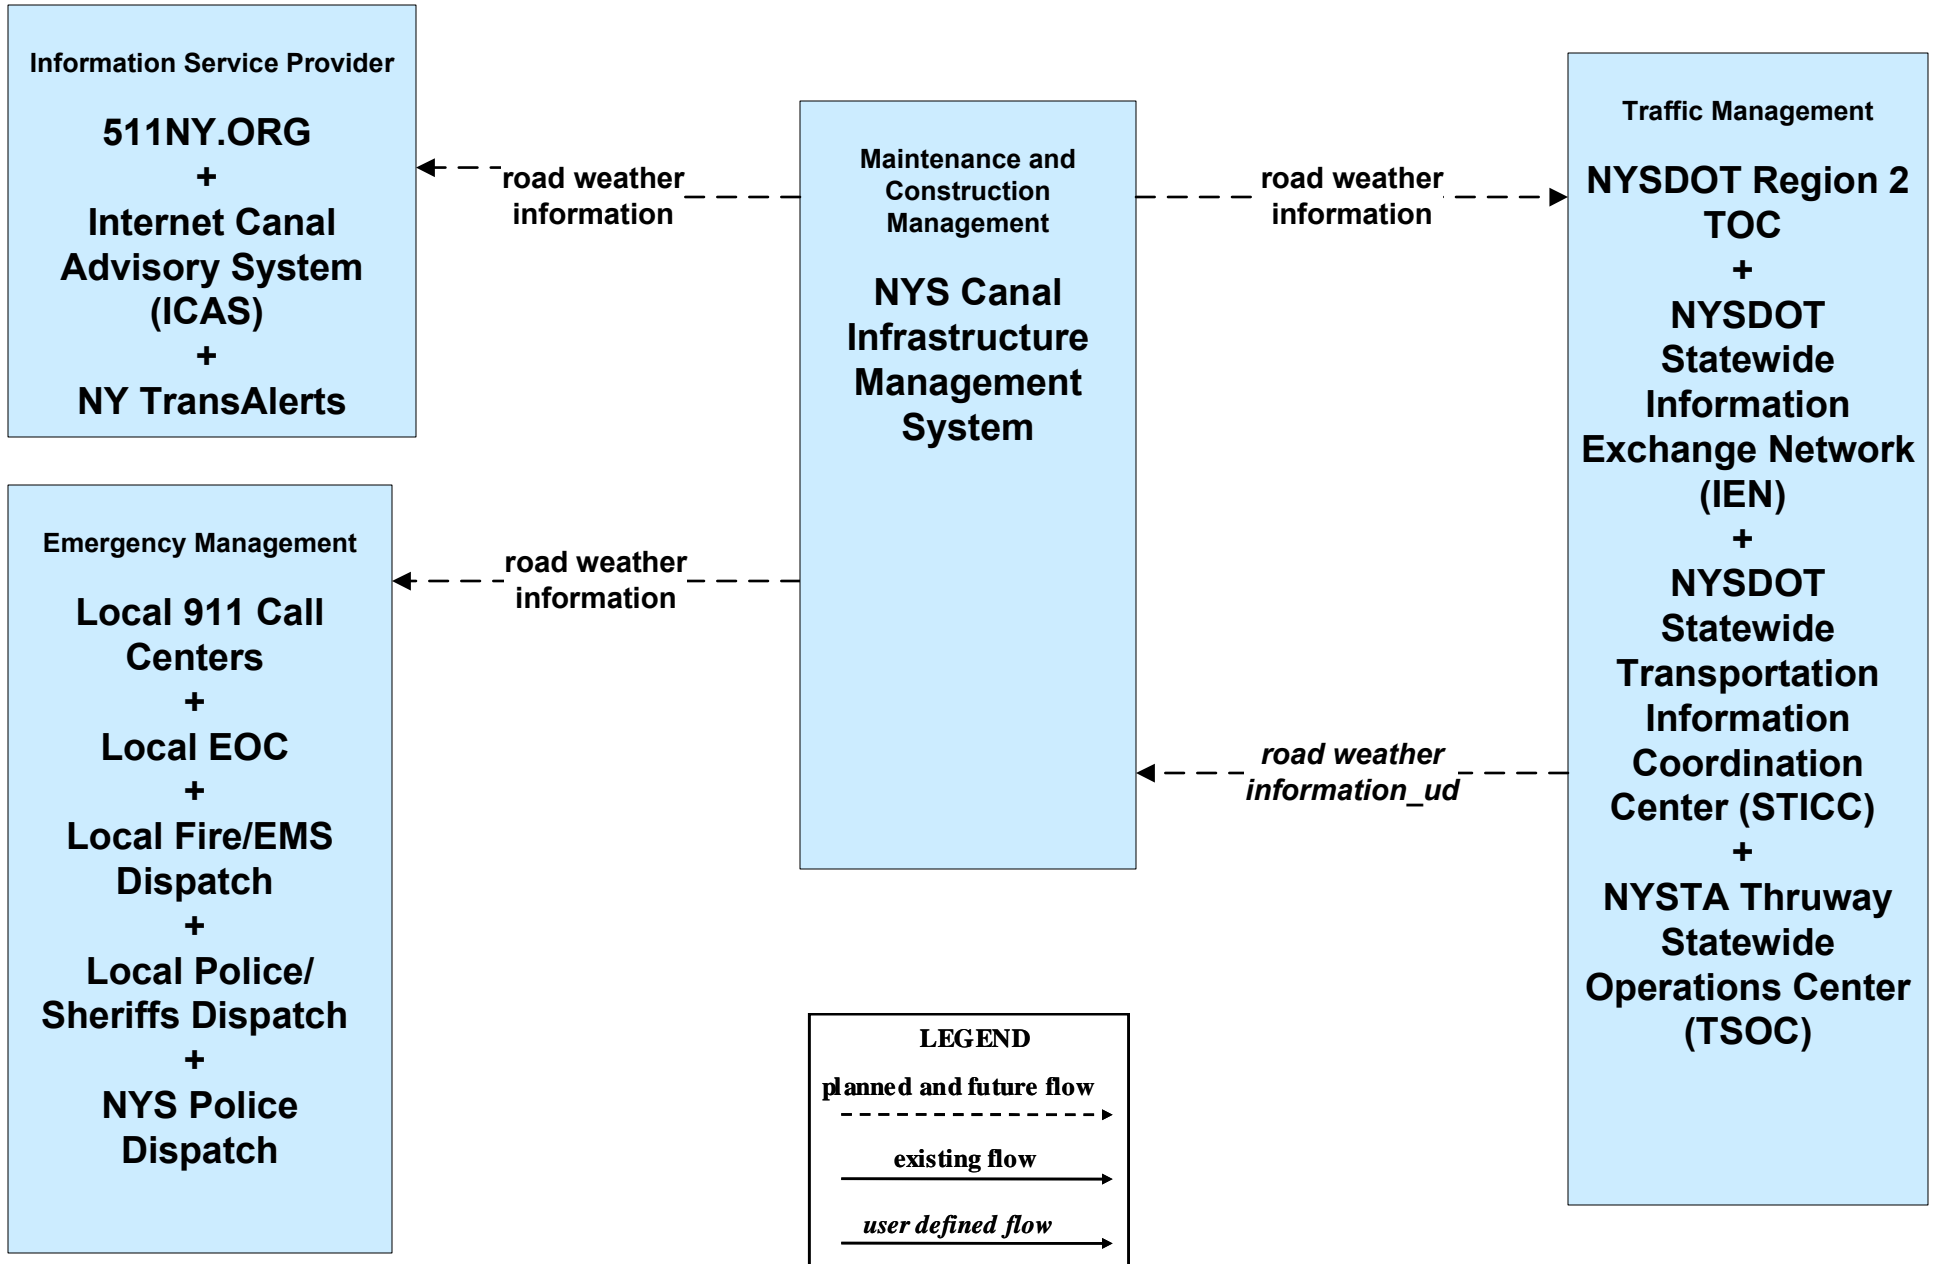 Information Service Provider
511NY.ORG
+
Internet Canal
Advisory System
(ICAS)
+
NY TransAlerts
road weather
information
Maintenance and
Construction
Management
NYS Canal
Infrastructure
Management
System
road weather
information
Traffic Management
NYSDOT Region 2
TOC
+
NYSDOT
Statewide
Information
Exchange Network
(IEN)
+
NYSDOT
Statewide
Transportation
Information
Coordination
Center (STICC)
+
NYSTA Thruway
Statewide
Operations Center
(TSOC)
Emergency Management
Local 911 Call
Centers
+
Local EOC
+
Local Fire/EMS
Dispatch
+
Local Police/
Sheriffs Dispatch
+
NYS Police
Dispatch
road weather
information
road weather
information_ud
LEGEND
planned and future flow
existing flow
user defined flow